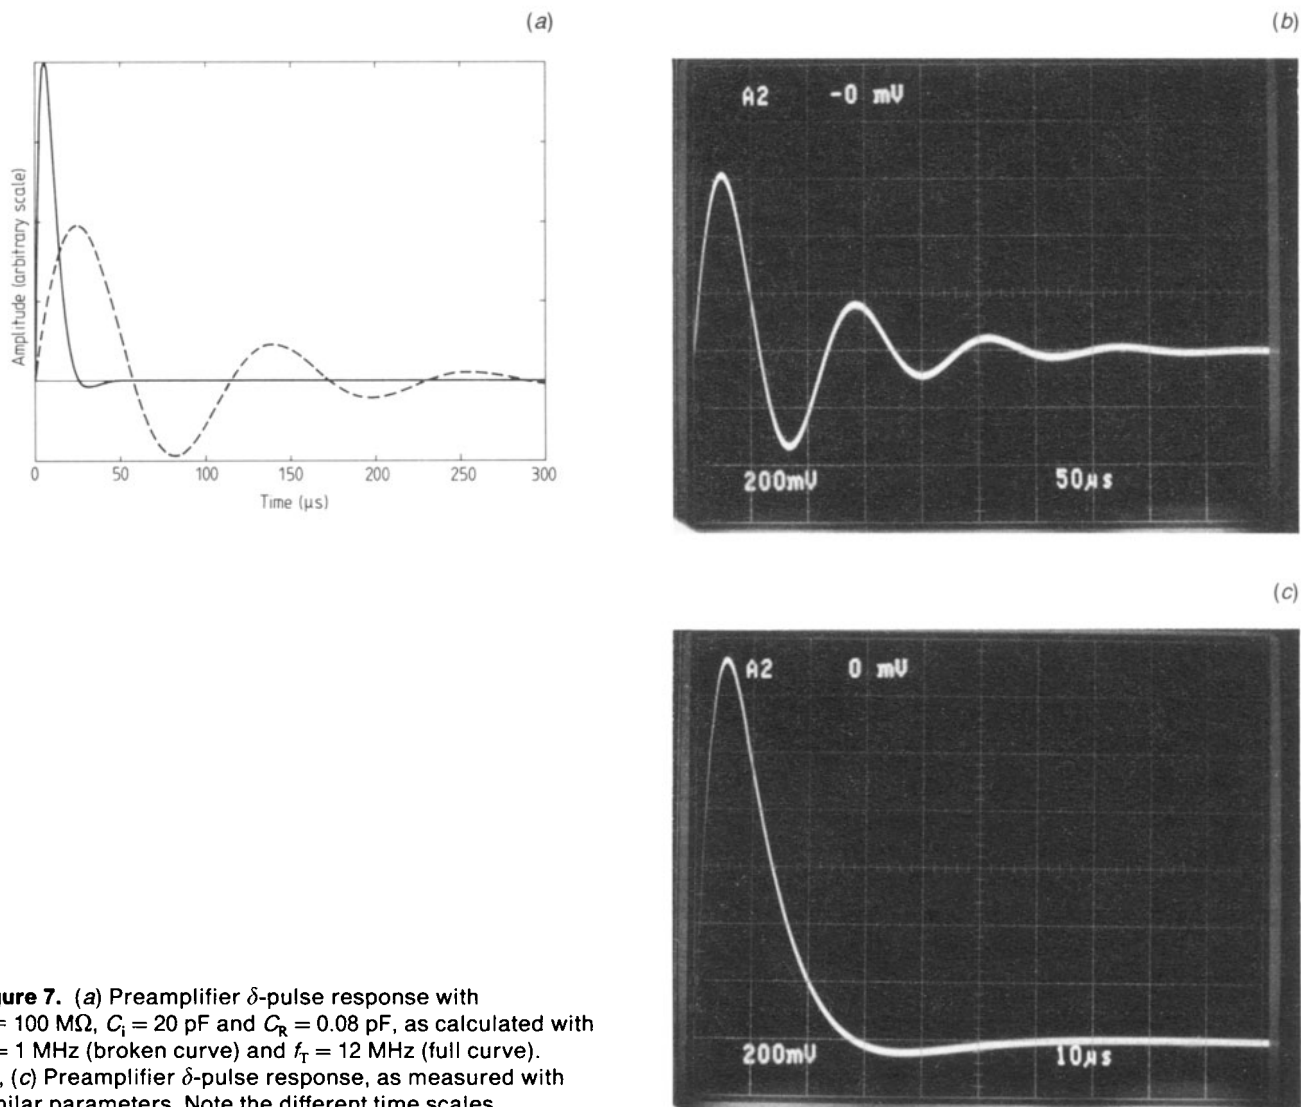 (a)
Amplitude (arbitrary scale)
0 50 100 150 200 250 300
Time (μs)
(b)
A2 -0 mV
200mV 50μs
(c)
A2 0 mV
200mV 10μs
gure 7. (a) Preamplifier δ-pulse response with
= 100 MΩ, Ci = 20 pF and CR = 0.08 pF, as calculated with
= 1 MHz (broken curve) and fT = 12 MHz (full curve).
, (c) Preamplifier δ-pulse response, as measured with
milar parameters. Note the different time scales